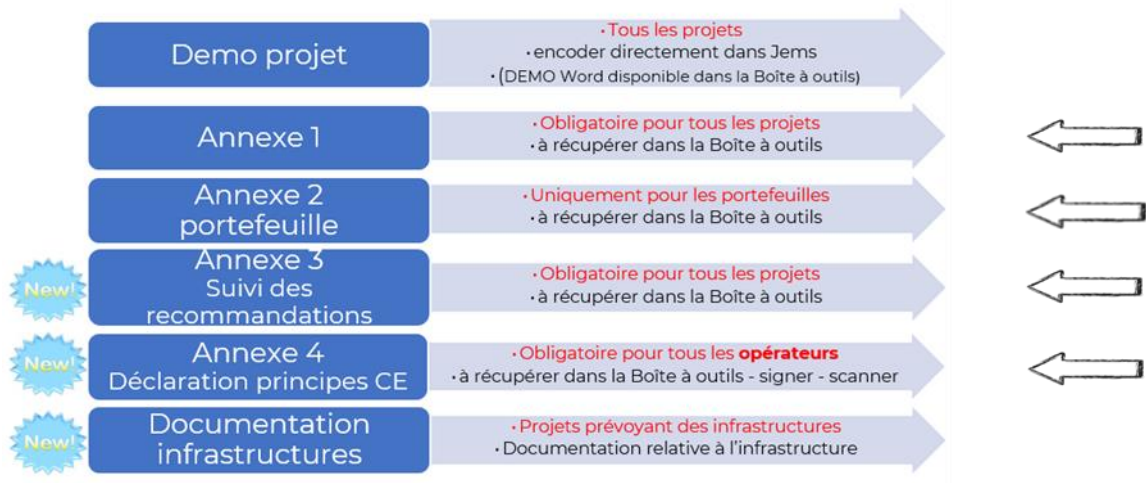 Demo projet
• Tous les projets
• encoder directement dans Jems
• (DEMO Word disponible dans la Boîte à outils)
Annexe 1
• Obligatoire pour tous les projets
• à récupérer dans la Boîte à outils
Annexe 2
portefeuille
• Uniquement pour les portefeuilles
• à récupérer dans la Boîte à outils
New!
Annexe 3
Suivi des
recommandations
• Obligatoire pour tous les projets
• à récupérer dans la Boîte à outils
New!
Annexe 4
Déclaration principes CE
• Obligatoire pour tous les opérateurs
• à récupérer dans la Boîte à outils - signer - scanner
New!
Documentation
infrastructures
• Projets prévoyant des infrastructures
• Documentation relative à l'infrastructure